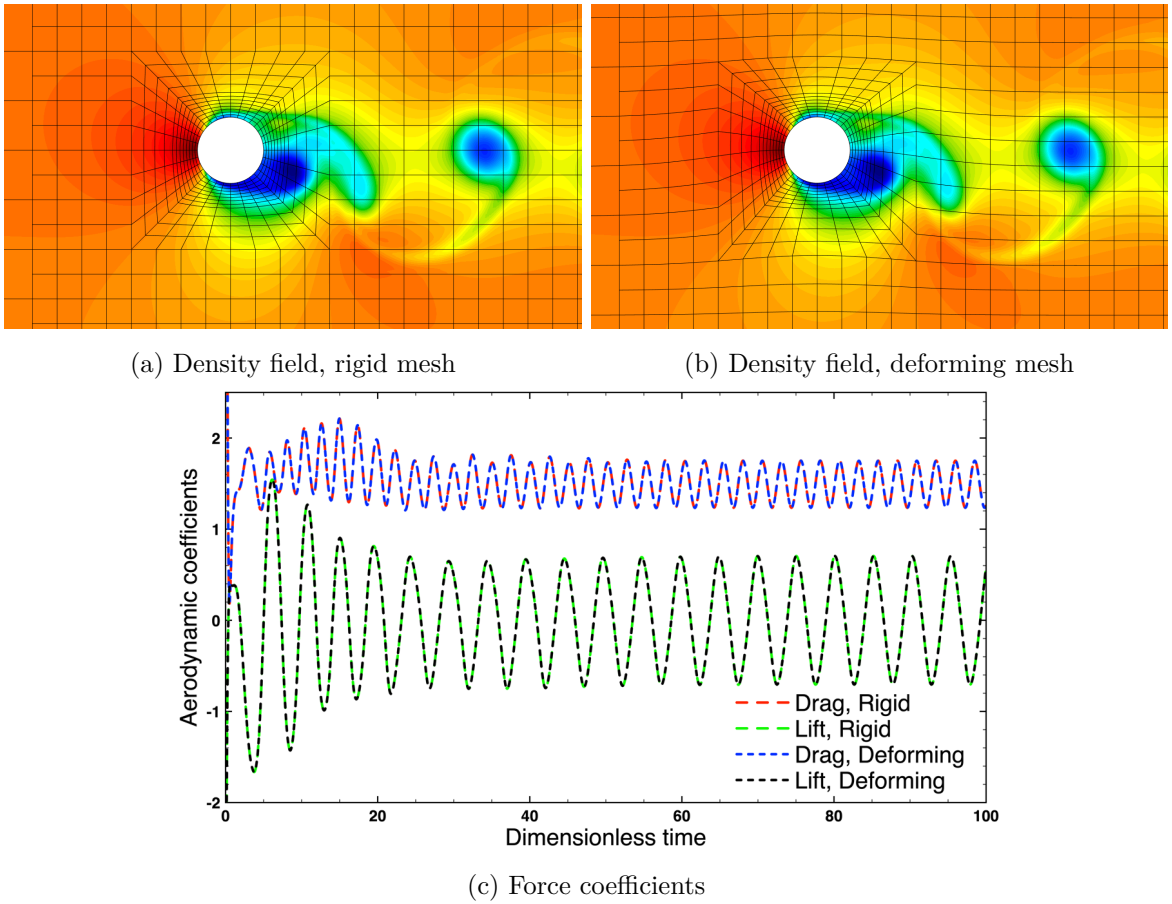 (a) Density field, rigid mesh
(b) Density field, deforming mesh
Aerodynamic coefficients
2
1
0
-1
-2
0
20
40
60
80
100
Dimensionless time
Drag, Rigid
Lift, Rigid
Drag, Deforming
Lift, Deforming
(c) Force coefficients